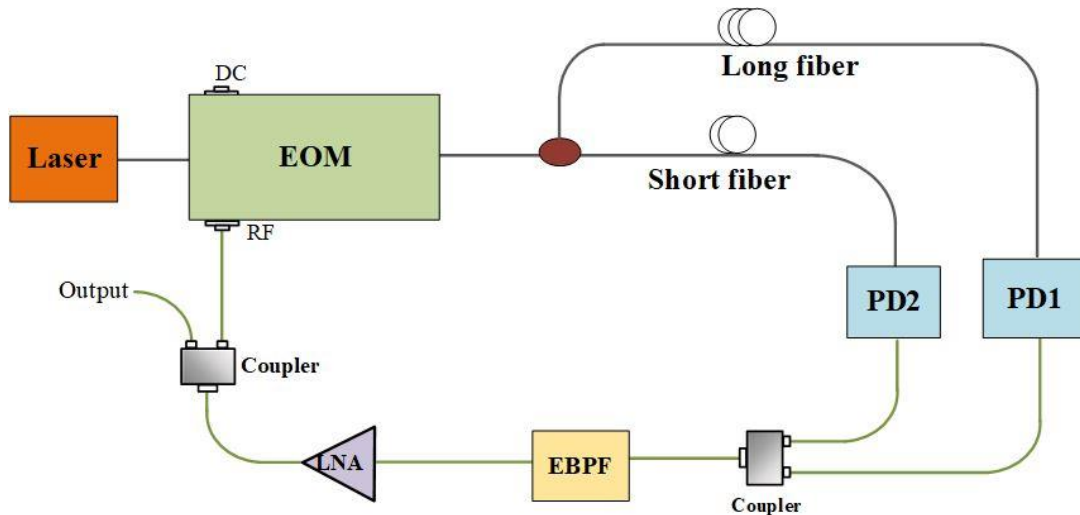 DC
Long fiber
Laser
EOM
Short fiber
RF
Output
PD2
PD1
Coupler
LNA
EBPF
Coupler